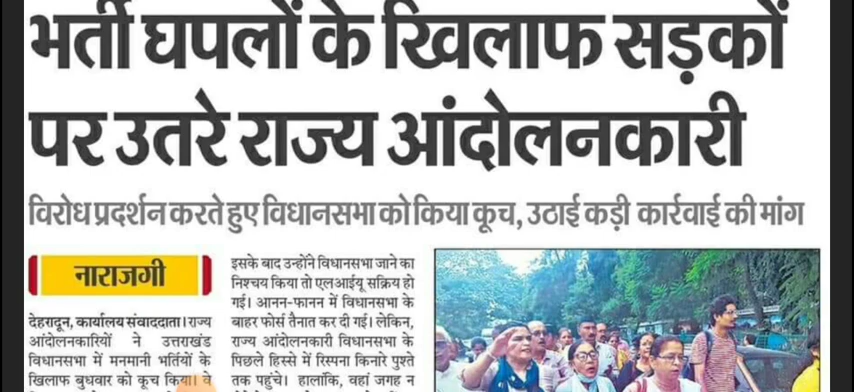 भर्ती घपलों के खिलाफ सड़कों
पर उतरे राज्य आंदोलनकारी
विरोध प्रदर्शन करते हुए विधानसभा को किया कूच, उठाई कड़ी कार्रवाई की मांग
नाराजगी
देहरादून, कार्यालय संवाददाता। राज्य
आंदोलनकारियों ने उत्तराखंड
विधानसभा में मनमानी भर्तियों के
खिलाफ बुधवार को कूच किया। वे
इसके बाद उन्होंने विधानसभा जाने का
निश्चय किया तो एलआईयू सक्रिय हो
गई। आनन-फानन में विधानसभा के
बाहर फोर्स तैनात कर दी गई। लेकिन,
राज्य आंदोलनकारी विधानसभा के
पिछले हिस्से में रिस्पना किनारे पुश्ते
तक पहुंचे। हालांकि, वहां जगह न